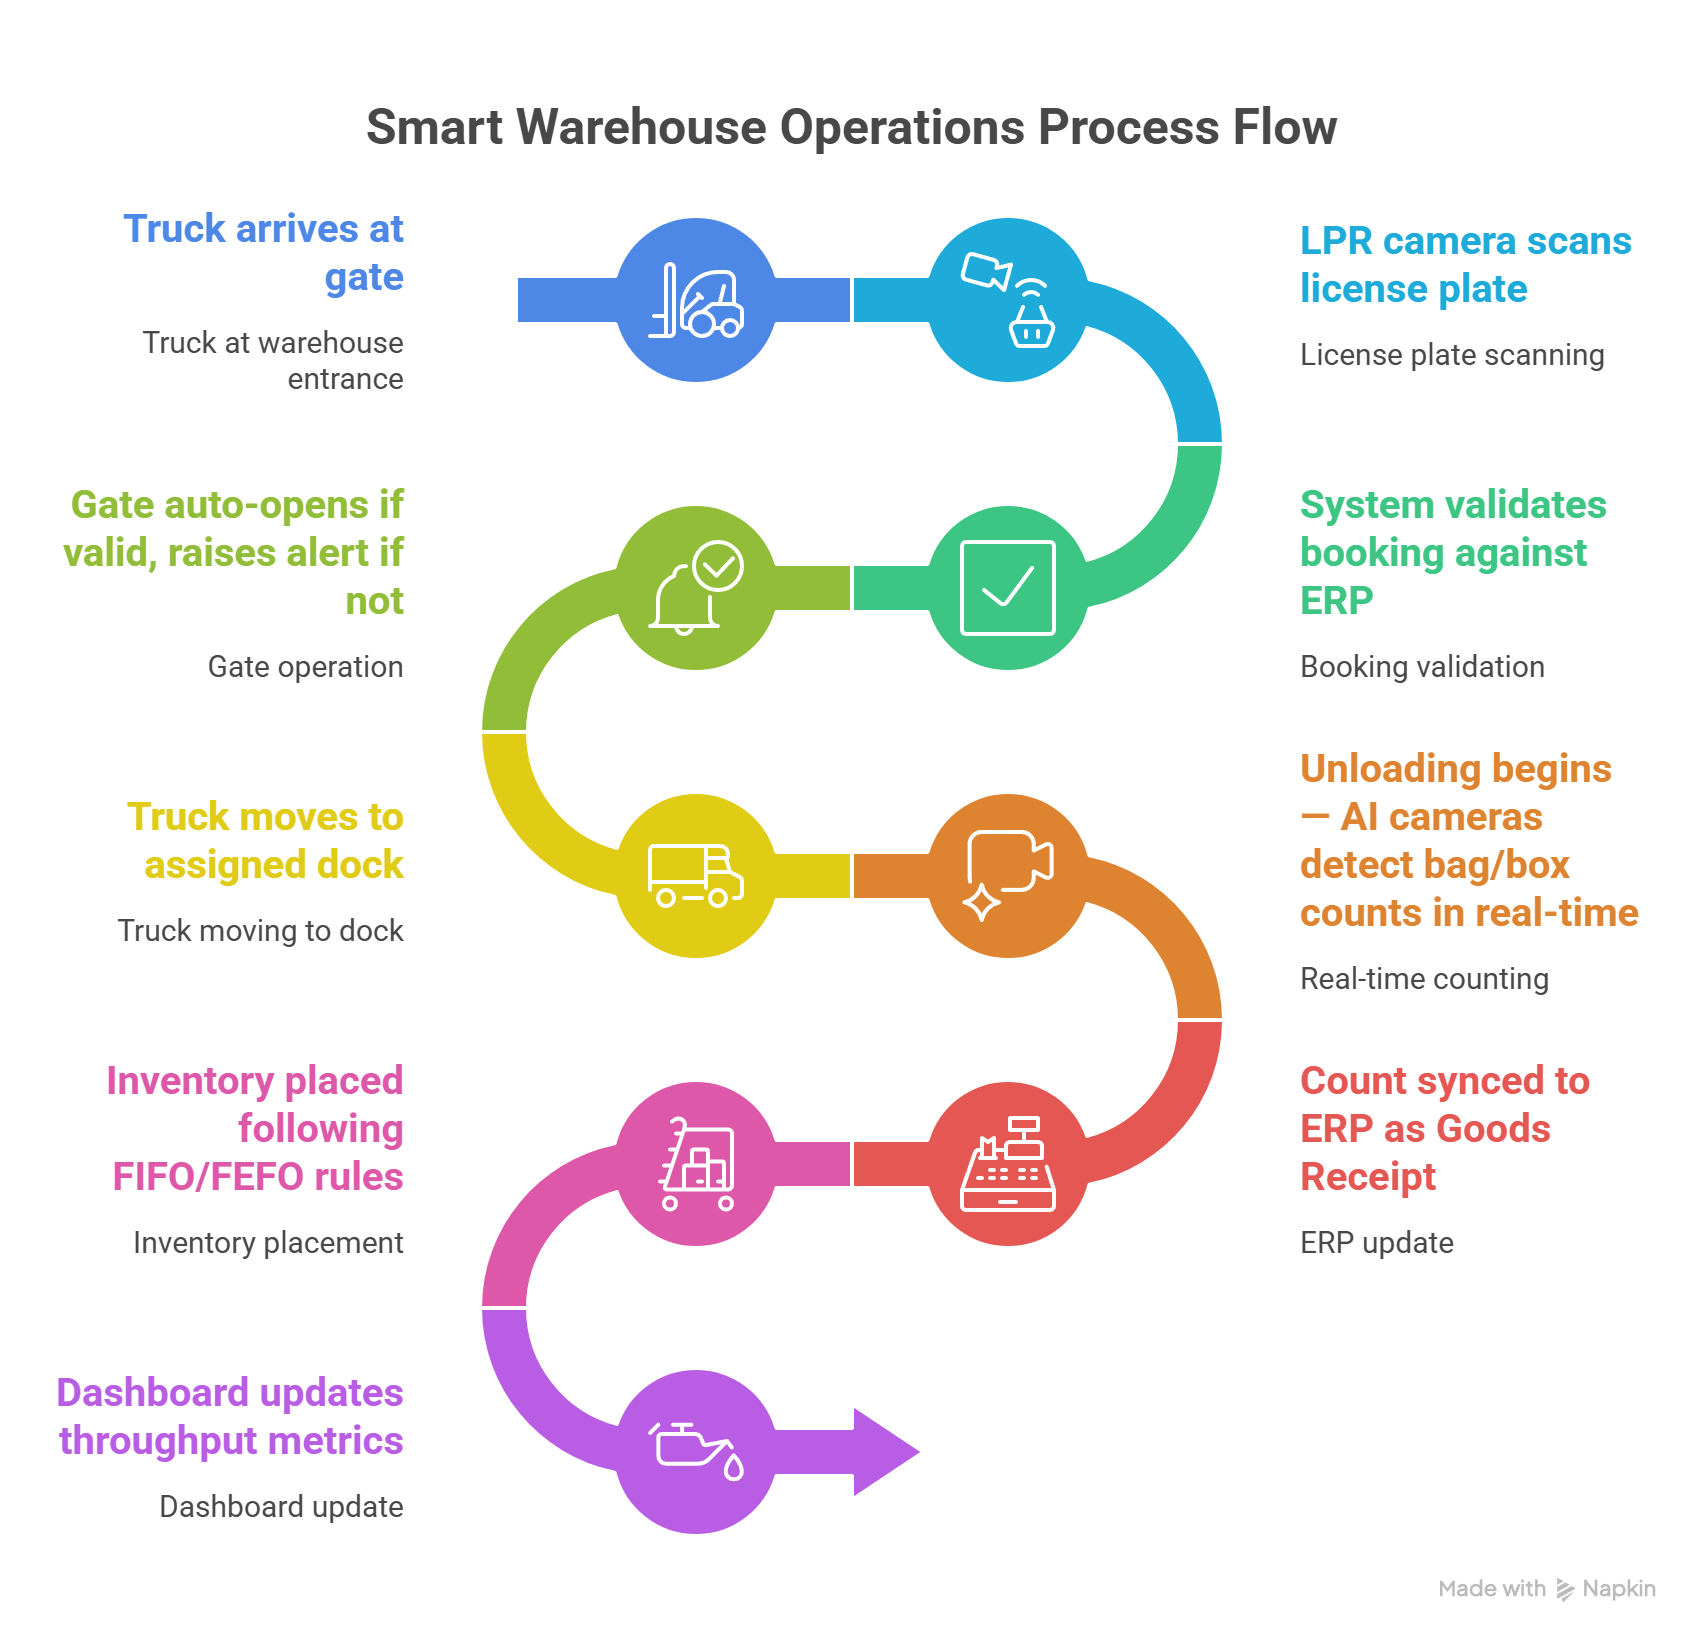 Smart Warehouse Operations Process Flow
Truck arrives at
gate
Truck at warehouse
entrance
LPR camera scans
license plate
License plate scanning
System validates
booking against
ERP
Booking validation
Gate auto-opens if
valid, raises alert if
not
Gate operation
Truck moves to
assigned dock
Truck moving to dock
Unloading begins
— AI cameras
detect bag/box
counts in real-time
Real-time counting
Count synced to
ERP as Goods
Receipt
ERP update
Inventory placed
following
FIFO/FEFO rules
Inventory placement
Dashboard updates
throughput metrics
Dashboard update
Made with Napkin